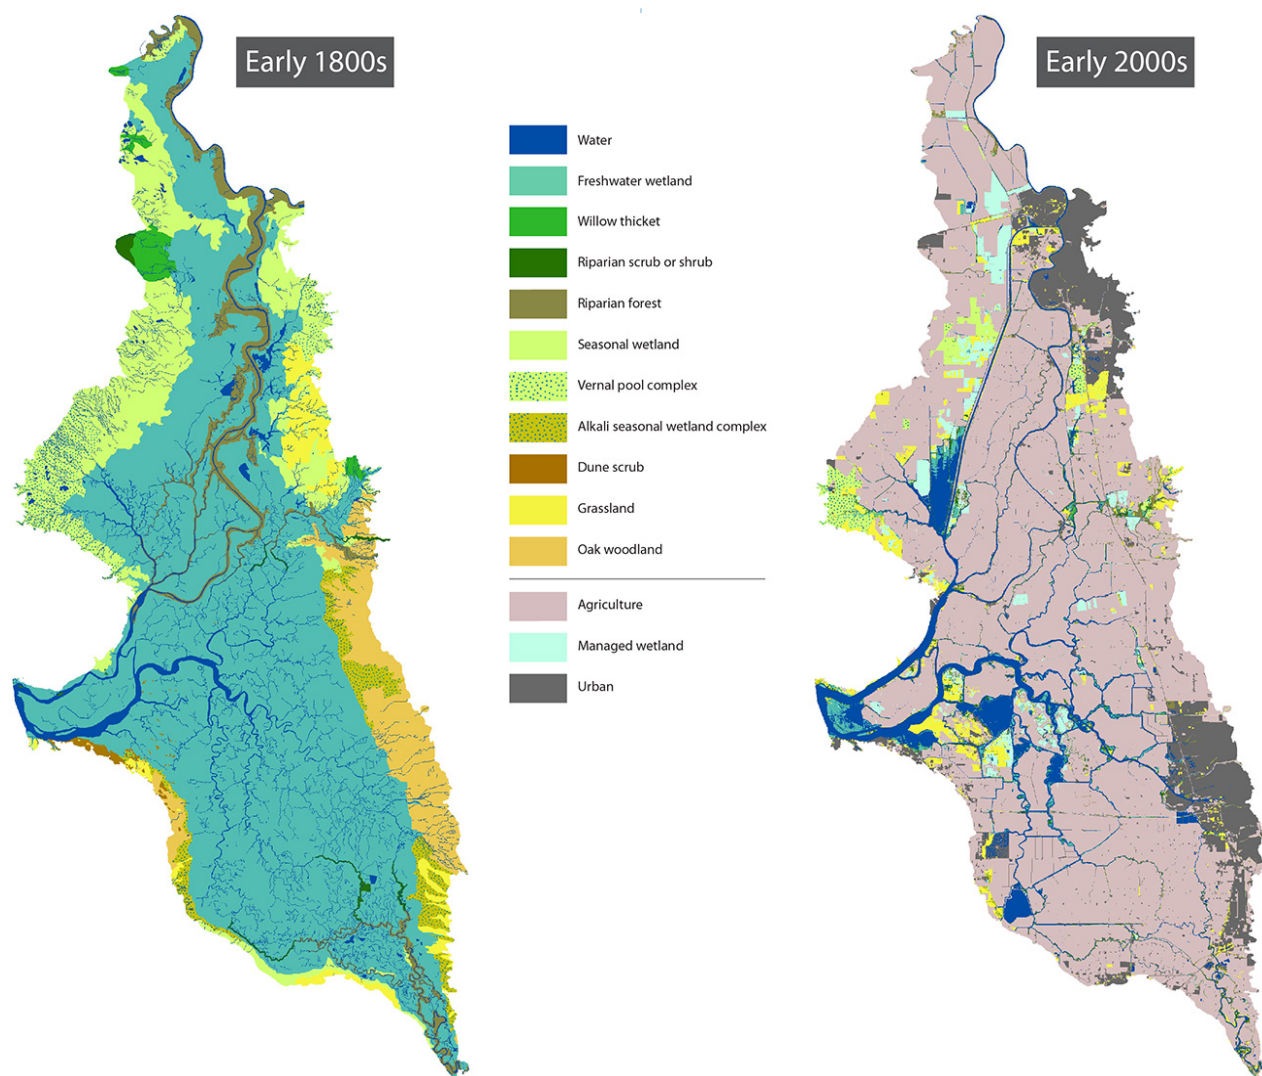 Early 1800s
Early 2000s
Water
Freshwater wetland
Willow thicket
Riparian scrub or shrub
Riparian forest
Seasonal wetland
Vernal pool complex
Alkali seasonal wetland complex
Dune scrub
Grassland
Oak woodland
Agriculture
Managed wetland
Urban